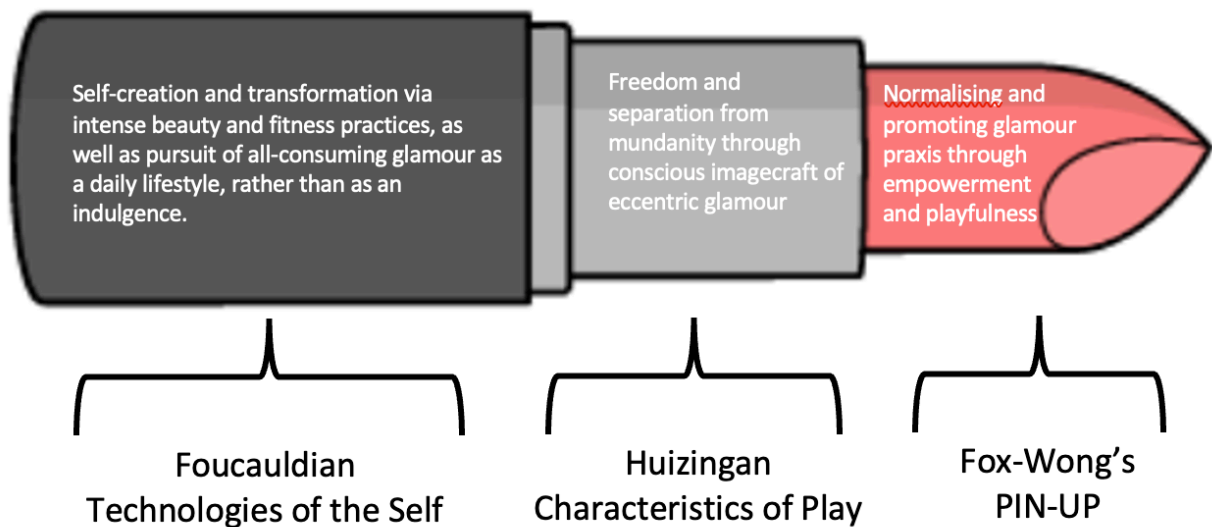 Self-creation and transformation via
intense beauty and fitness practices, as
well as pursuit of all-consuming glamour as
a daily lifestyle, rather than as an
indulgence.
Freedom and
separation from
mundanity through
conscious imagecraft of
eccentric glamour
Normalising and
promoting glamour
praxis through
empowerment
and playfulness
Foucauldian
Technologies of the Self
Huizingan
Characteristics of Play
Fox-Wong’s
PIN-UP